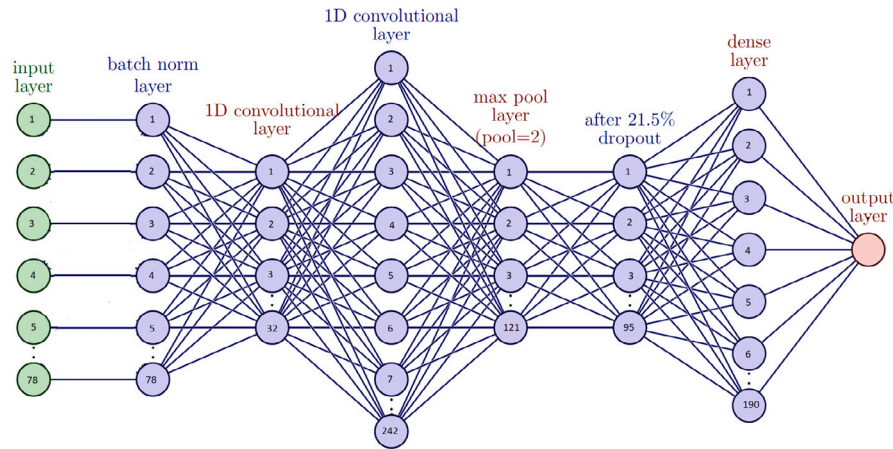 input
layer
1
2
3
4
5
78
batch norm
layer
1
2
3
4
5
78
1D convolutional
layer
1
2
3
32
1D convolutional
layer
1
2
3
4
5
6
7
242
max pool
layer
(pool=2)
1
2
3
121
after 21.5%
dropout
1
2
3
95
dense
layer
1
2
3
4
5
6
190
output
layer